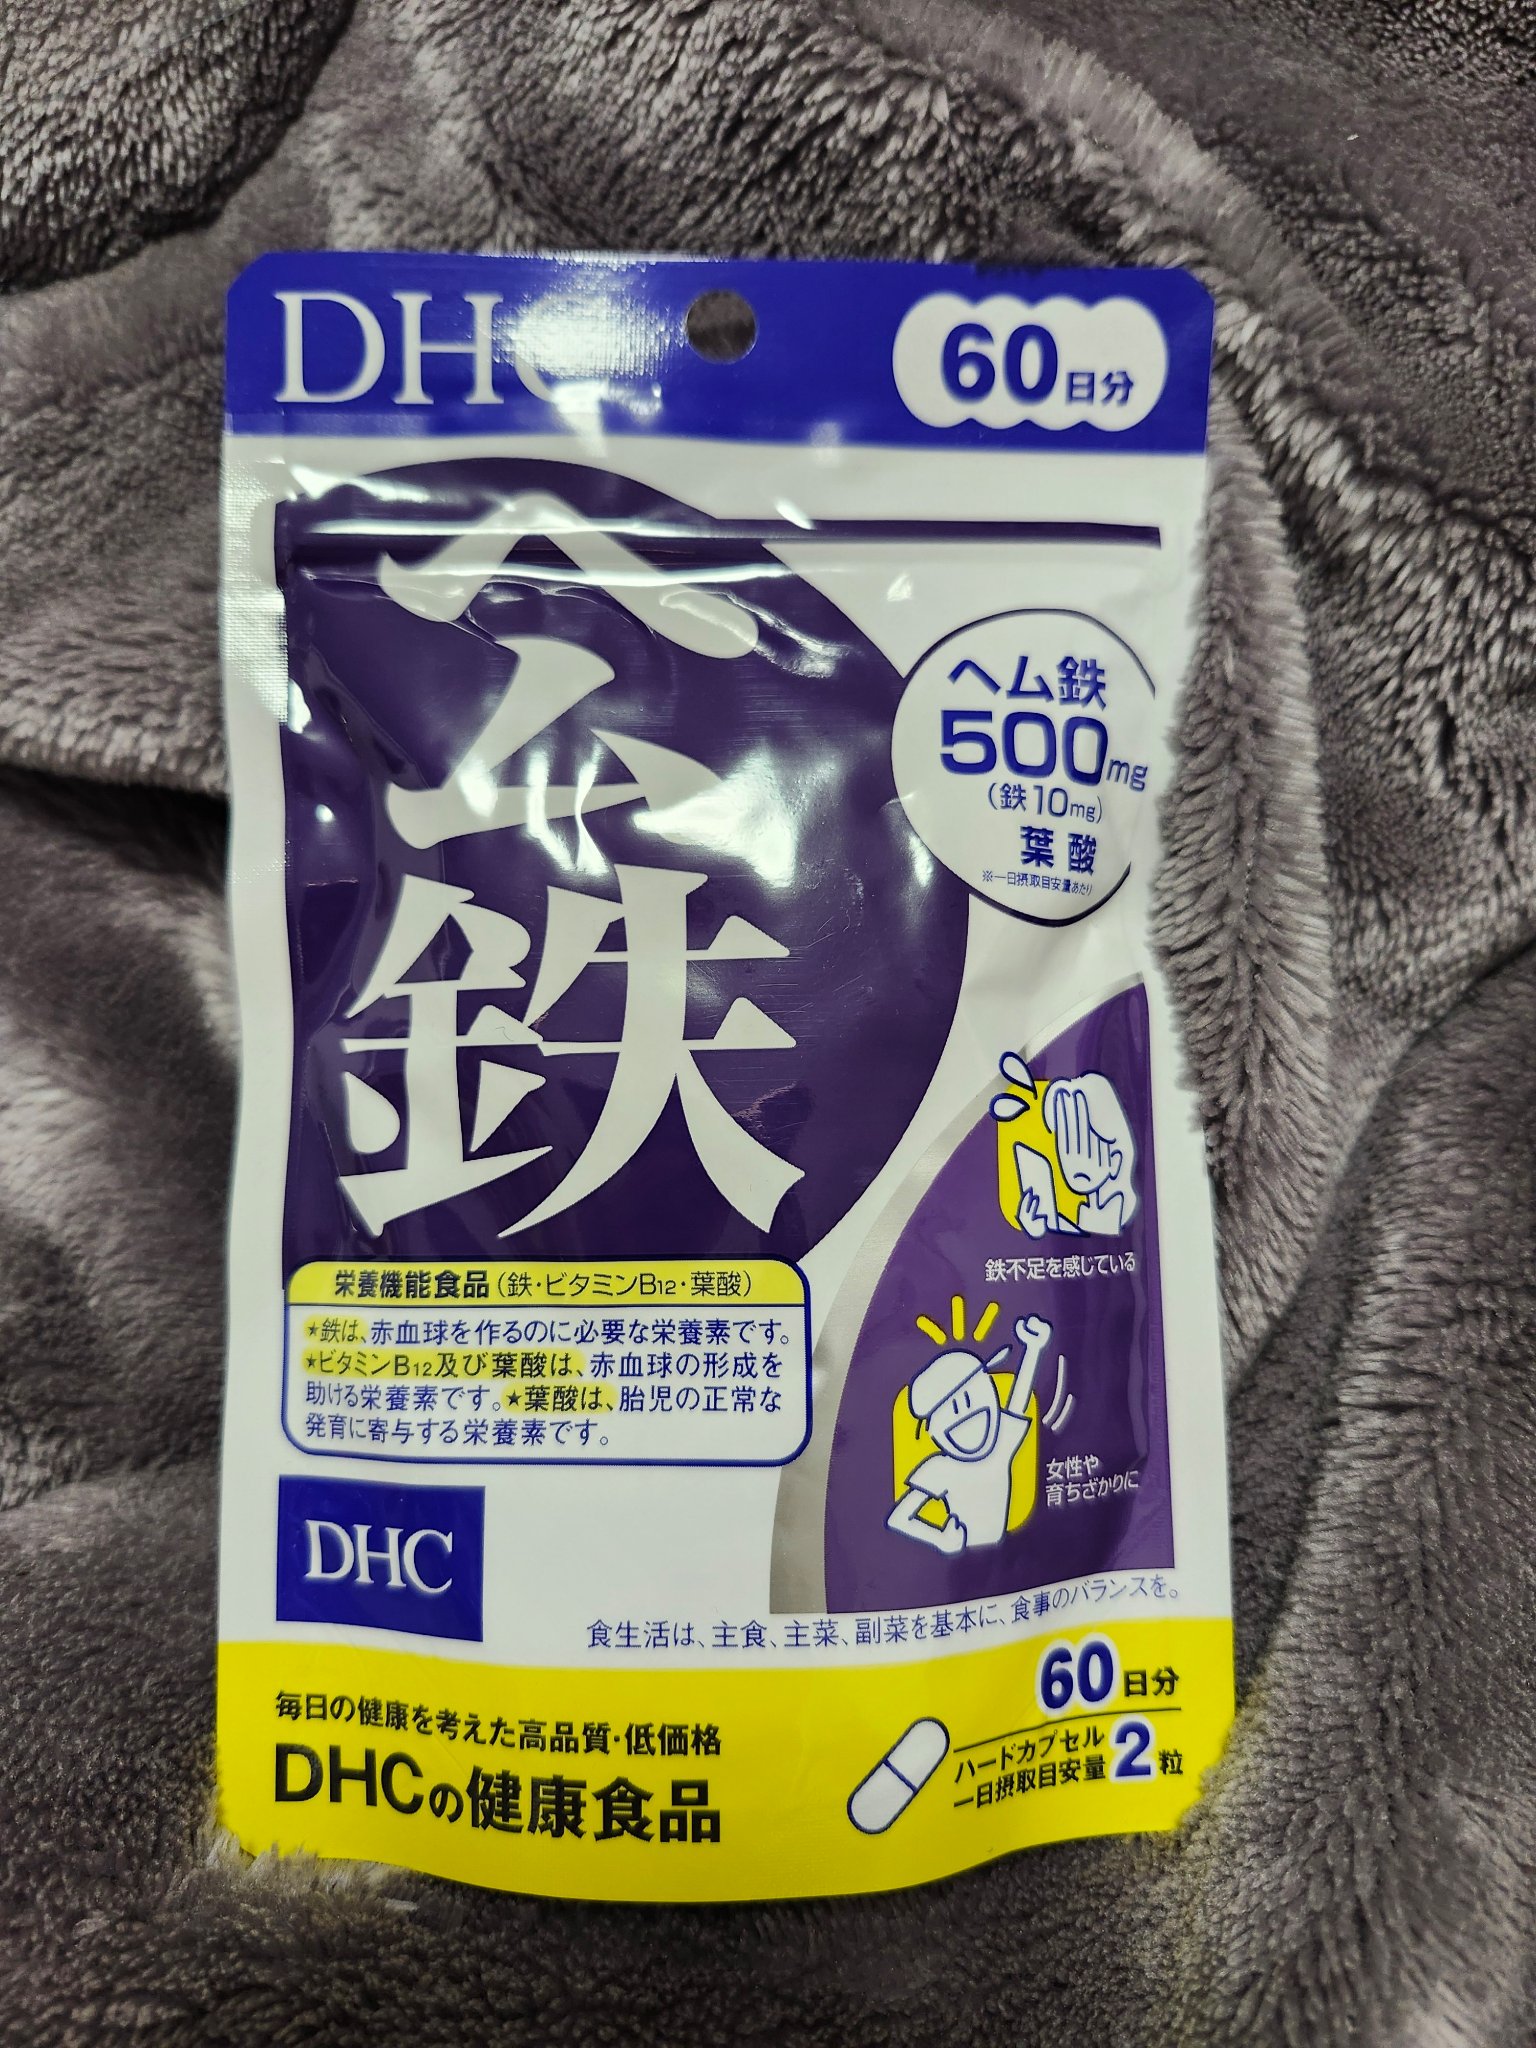 DHC
60日分
ヘム鉄
ヘム鉄
500mg
(鉄10mg)
葉酸
※一日摂取目安量あたり
鉄不足を感じている
女性や
育ちざかりに
栄養機能食品(鉄・ビタミンB12・葉酸)
★鉄は、赤血球を作るのに必要な栄養素です。
★ビタミンB12及び葉酸は、赤血球の形成を
助ける栄養素です。★葉酸は、胎児の正常な
発育に寄与する栄養素です。
DHC
食生活は、主食、主菜、副菜を基本に、食事のバランスを。
毎日の健康を考えた高品質・低価格
DHCの健康食品
60日分
ハードカプセル
一日摂取目安量2粒